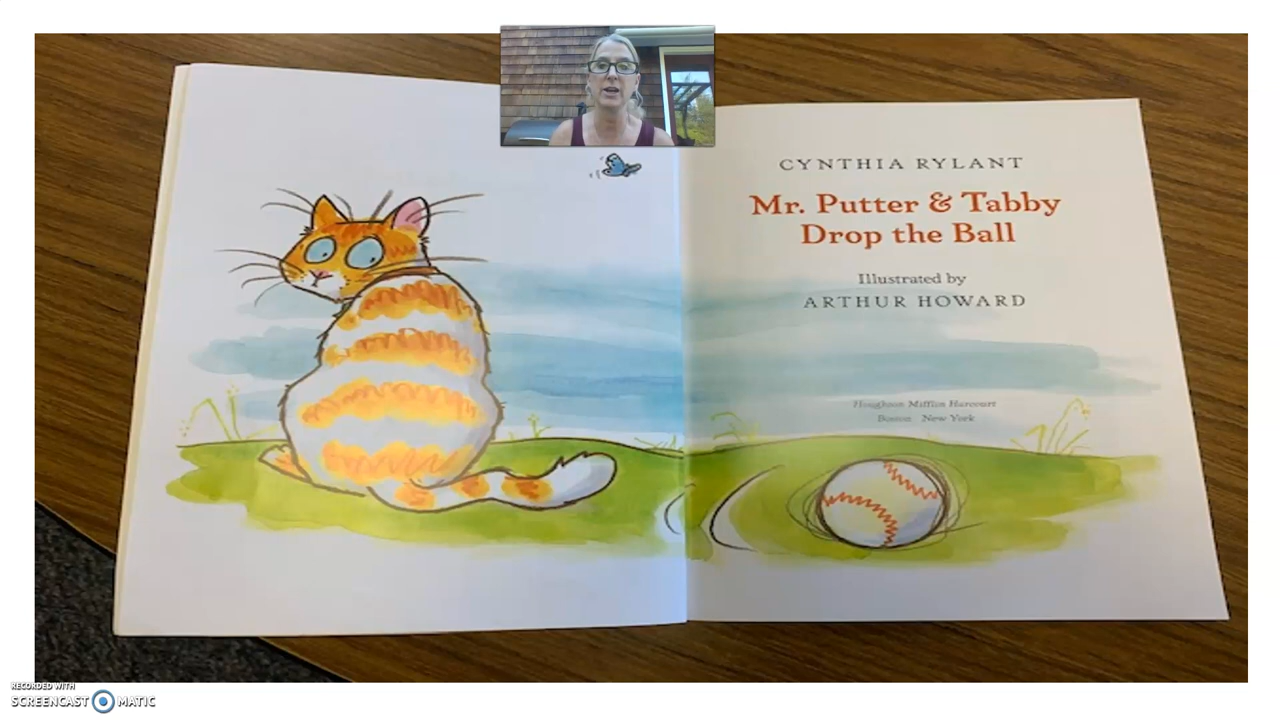 CYNTHIA RYLANT
Mr. Putter & Tabby
Drop the Ball
Illustrated by
ARTHUR HOWARD
Houghton Mifflin Harcourt
Boston New York
RECORDED WITH
SCREENCAST MATIC